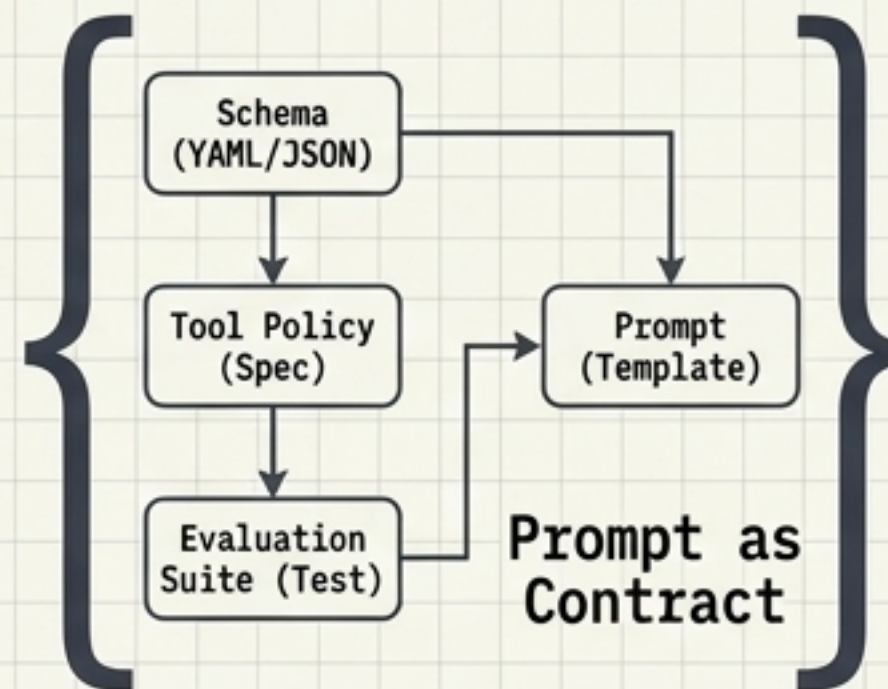 Schema
(YAML/JSON)
Tool Policy
(Spec)
Prompt
(Template)
Evaluation
Suite (Test)
Prompt as
Contract